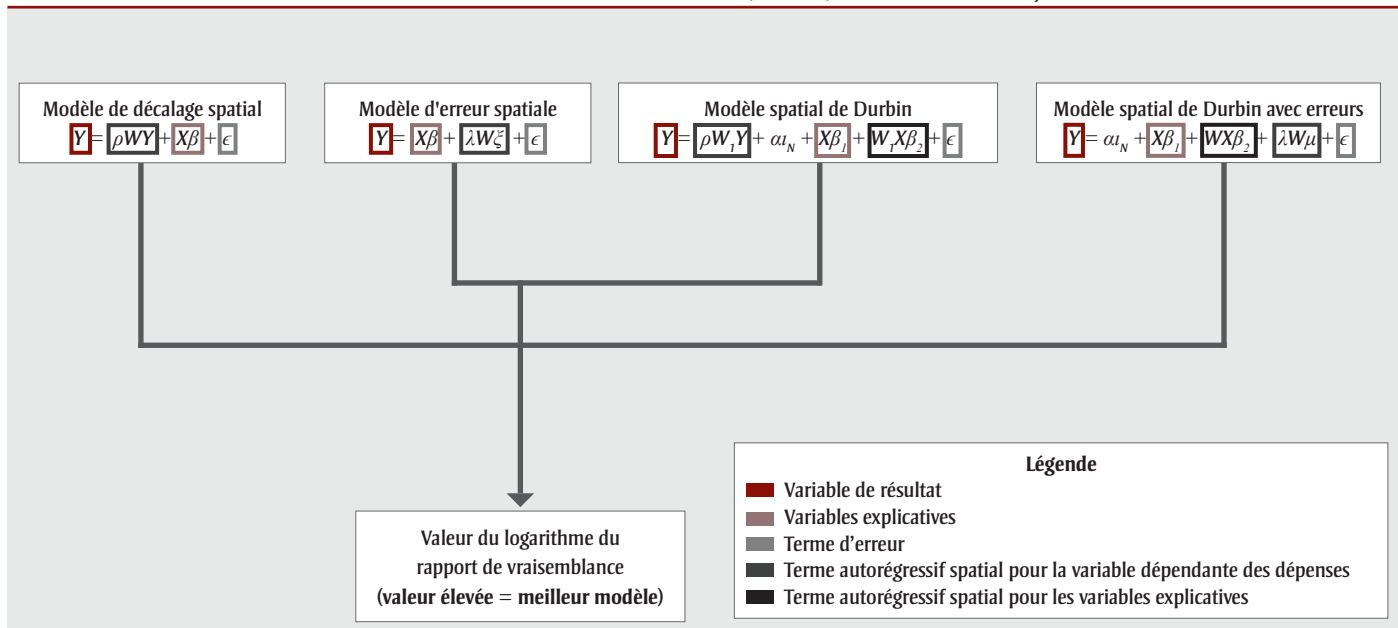 Modèle de décalage spatial
Y = ρWY + Xβ + ϵ
Modèle d'erreur spatiale
Y = Xβ + λWξ + ϵ
Modèle spatial de Durbin
Y = ρW₁Y + αι_N + Xβ₁ + W₁Xβ₂ + ϵ
Modèle spatial de Durbin avec erreurs
Y = αι_N + Xβ₁ + WXβ₂ + λWμ + ϵ
Valeur du logarithme du
rapport de vraisemblance
(valeur élevée = meilleur modèle)
Légende
Variable de résultat
Variables explicatives
Terme d'erreur
Terme autorégressif spatial pour la variable dépendante des dépenses
Terme autorégressif spatial pour les variables explicatives